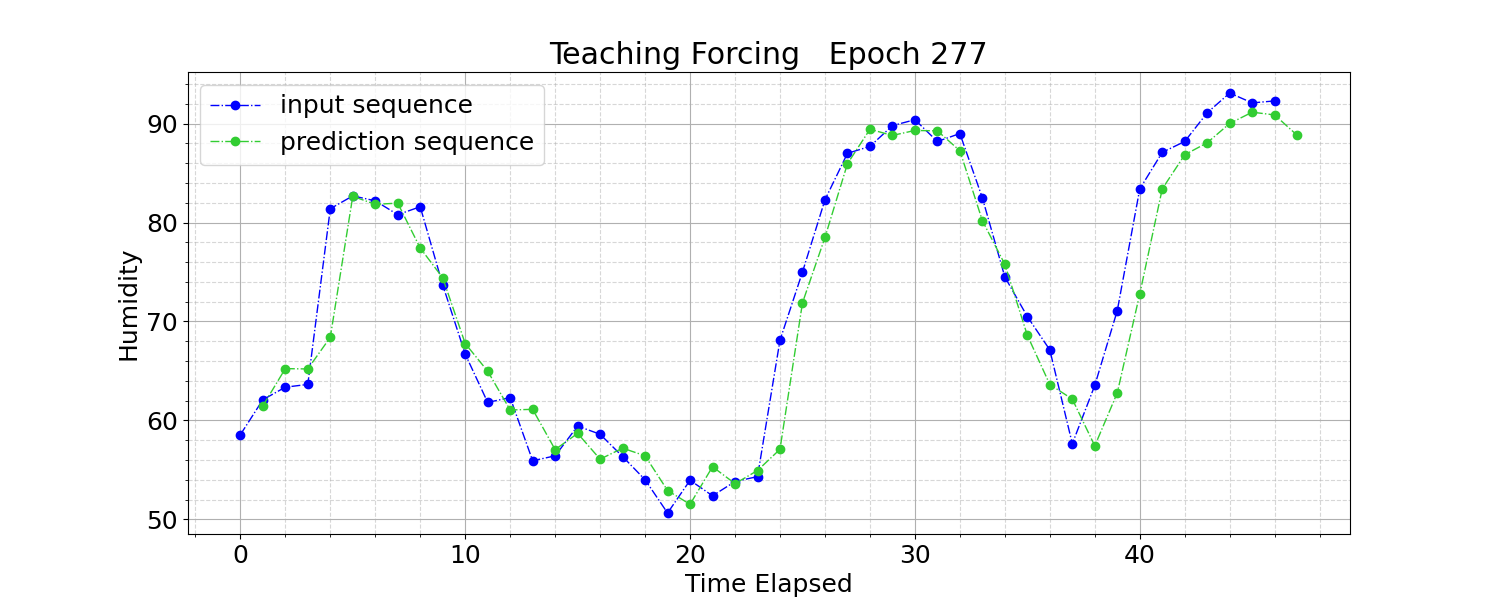 Teaching Forcing   Epoch 277
input sequence
prediction sequence
90
80
70
60
50
Humidity
0 10 20 30 40
Time Elapsed